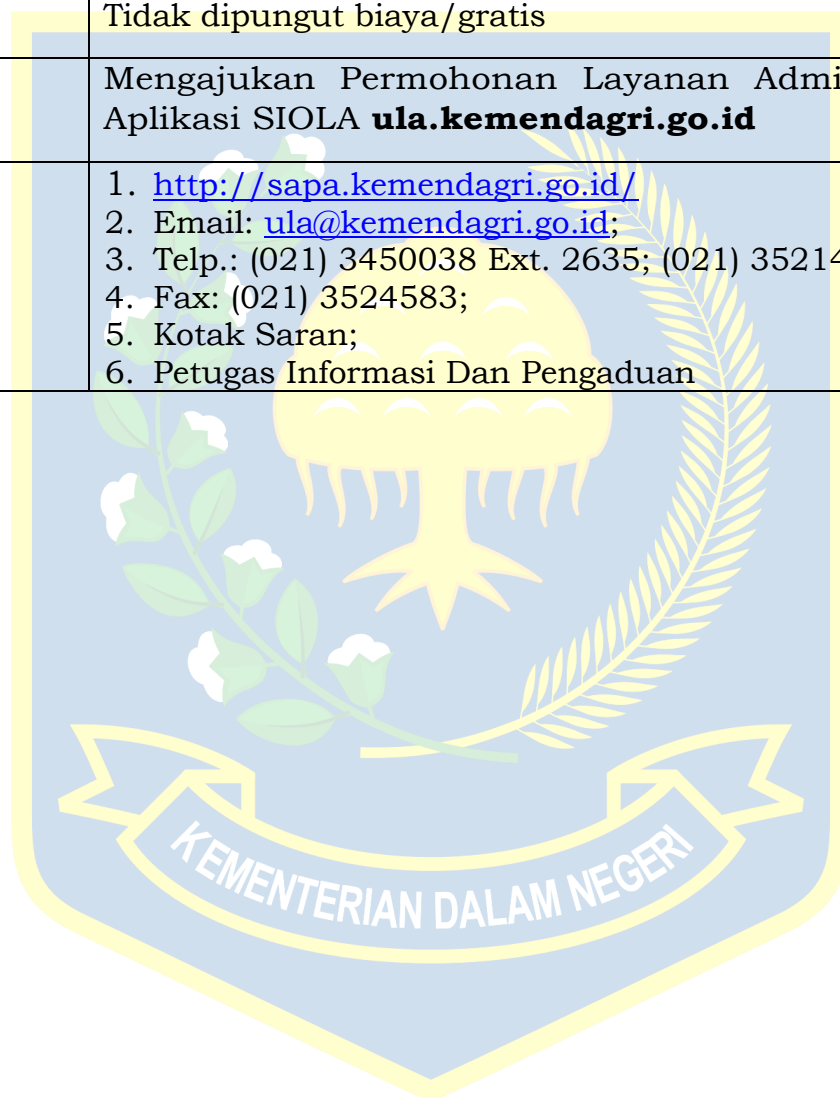 Tidak dipungut biaya/gratis
Mengajukan Permohonan Layanan
Aplikasi SIOLA ula.kemendagri.go.id
1. http://sapa.kemendagri.go.id/
2. Email: ula@kemendagri.go.id;
3. Telp.: (021) 3450038 Ext. 2635; (021)
4. Fax: (021) 3524583;
5. Kotak Saran;
6. Petugas Informasi Dan Pengaduan
KEMENTERIAN DALAM NEGERI